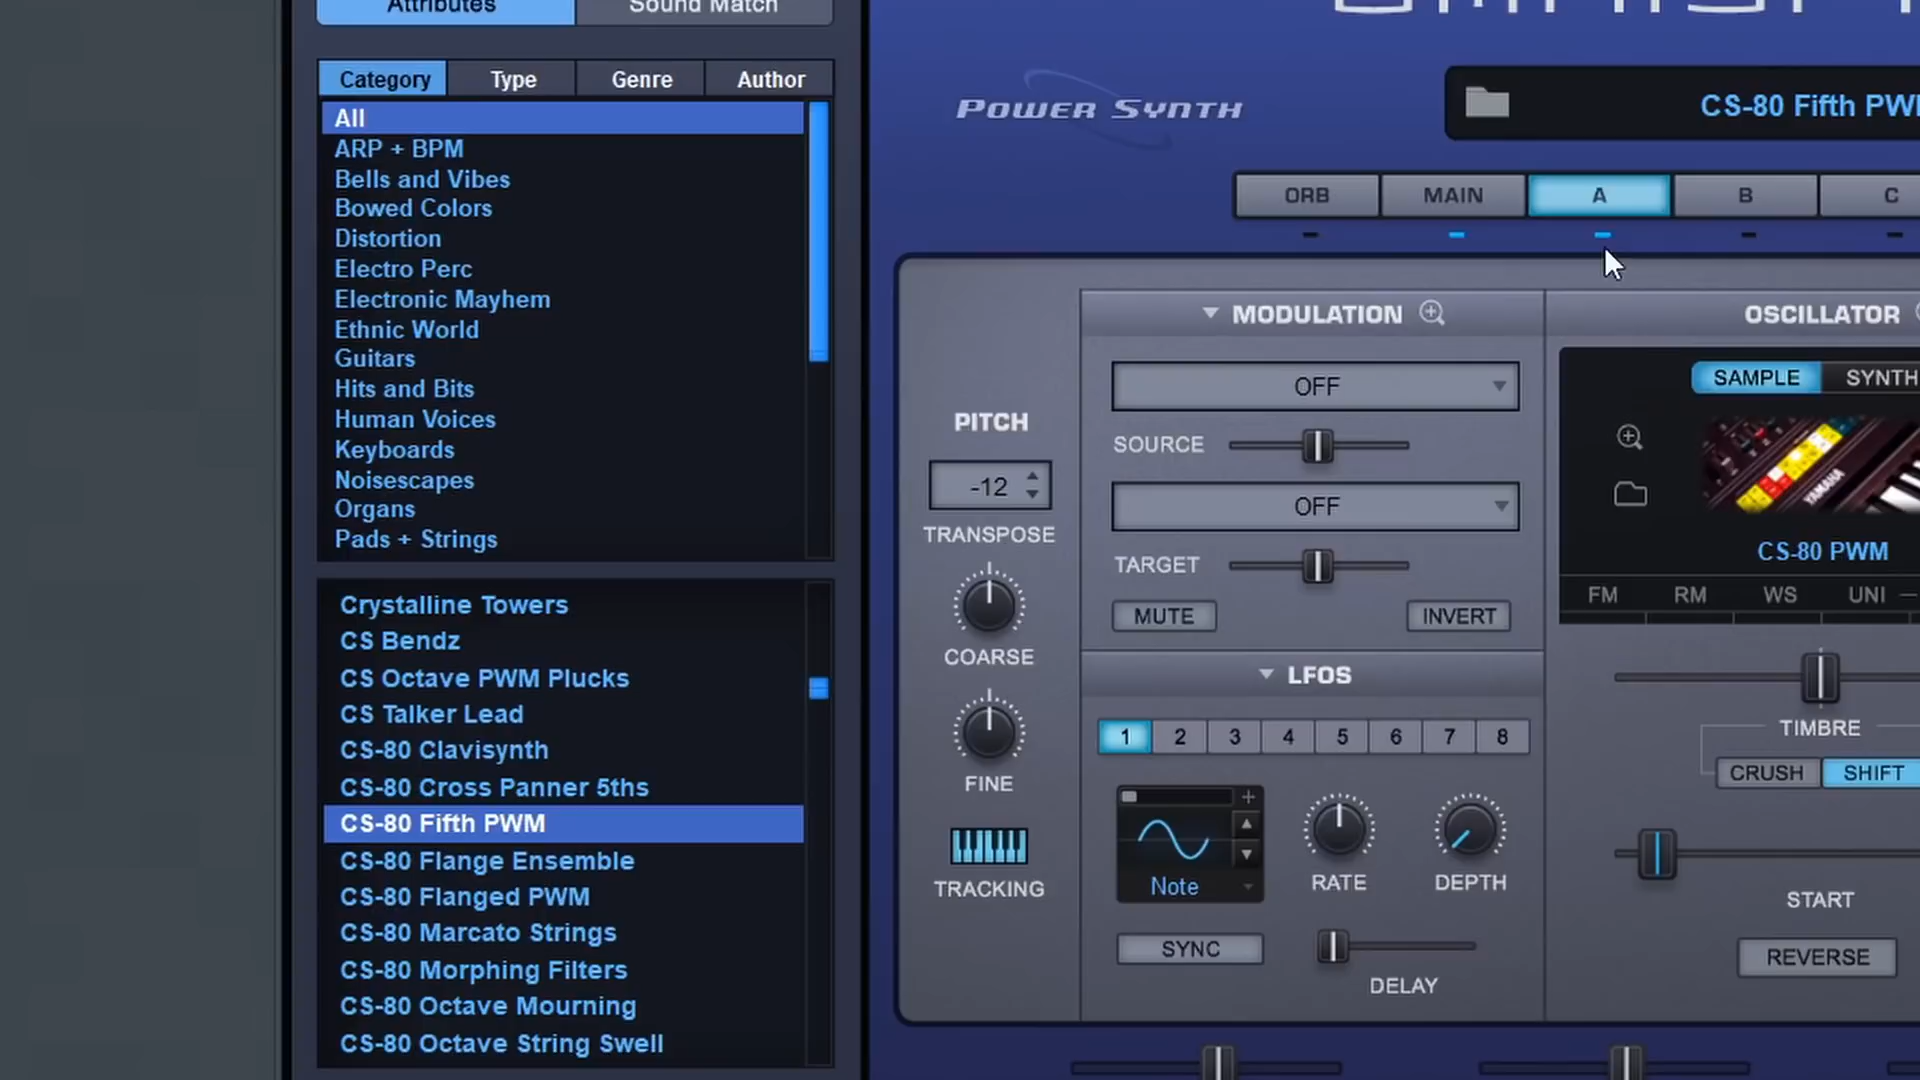 Attributes
Sound Match
Category
Type
Genre
Author
All
ARP + BPM
Bells and Vibes
Bowed Colors
Distortion
Electro Perc
Electronic Mayhem
Ethnic World
Guitars
Hits and Bits
Human Voices
Keyboards
Noisescapes
Organs
Pads + Strings
Crystalline Towers
CS Bendz
CS Octave PWM Plucks
CS Talker Lead
CS-80 Clavisynth
CS-80 Cross Panner 5ths
CS-80 Fifth PWM
CS-80 Flange Ensemble
CS-80 Flanged PWM
CS-80 Marcato Strings
CS-80 Morphing Filters
CS-80 Octave Mourning
CS-80 Octave String Swell
POWER SYNTH
CS-80 Fifth PW
ORB
MAIN
A
B
C
PITCH
-12
TRANSPOSE
COARSE
FINE
TRACKING
MODULATION
OFF
SOURCE
OFF
TARGET
MUTE
INVERT
LFOS
1 2 3 4 5 6 7 8
Note
RATE
DEPTH
SYNC
DELAY
OSCILLATOR
SAMPLE
SYNTH
YAMAHA
CS-80 PWM
FM RM WS UNI
TIMBRE
CRUSH
SHIFT
START
REVERSE